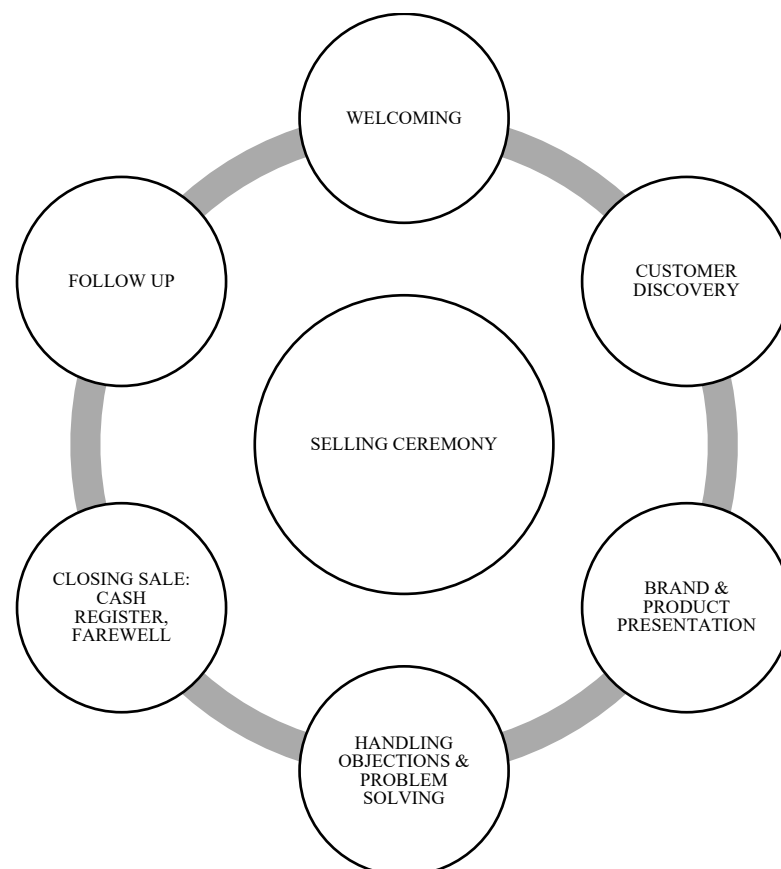 WELCOMING
CUSTOMER
DISCOVERY
BRAND &
PRODUCT
PRESENTATION
HANDLING
OBJECTIONS &
PROBLEM
SOLVING
CLOSING SALE:
CASH
REGISTER,
FAREWELL
FOLLOW UP
SELLING CEREMONY